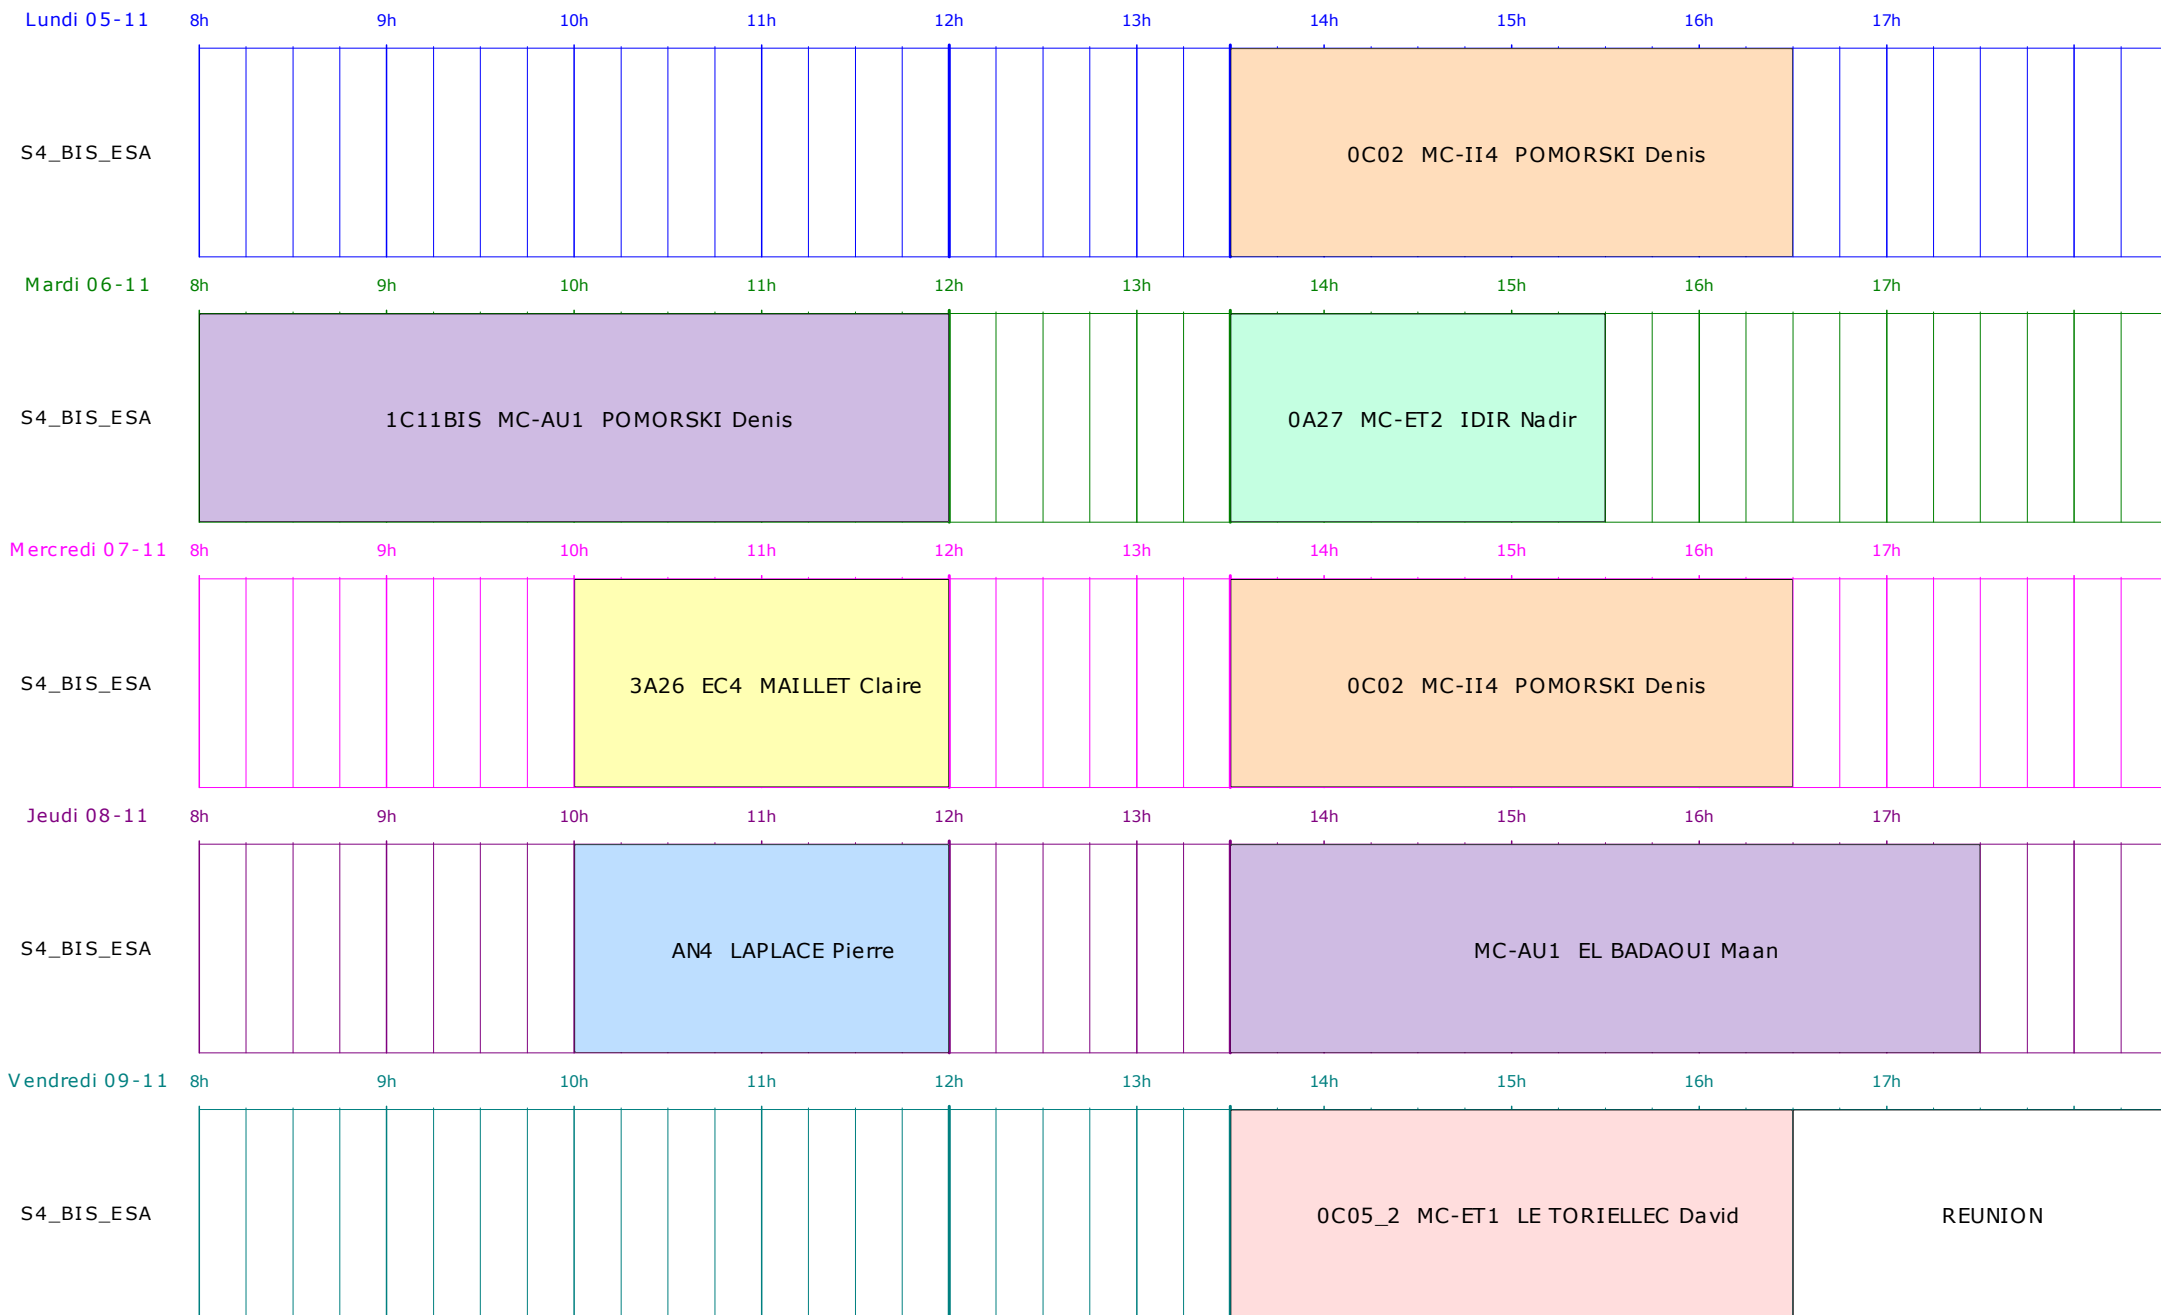 Lundi 05-11 8h 9h 10h 11h 12h 13h 14h 15h 16h 17h
S4_BIS_ESA 0C02 MC-II4 POMORSKI Denis
Mardi 06-11 8h 9h 10h 11h 12h 13h 14h 15h 16h 17h
S4_BIS_ESA 1C11BIS MC-AU1 POMORSKI Denis 0A27 MC-ET2 IDIR Nadir
Mercredi 07-11 8h 9h 10h 11h 12h 13h 14h 15h 16h 17h
S4_BIS_ESA 3A26 EC4 MAILLET Claire 0C02 MC-II4 POMORSKI Denis
Jeudi 08-11 8h 9h 10h 11h 12h 13h 14h 15h 16h 17h
S4_BIS_ESA AN4 LAPLACE Pierre MC-AU1 EL BADAOUI Maan
Vendredi 09-11 8h 9h 10h 11h 12h 13h 14h 15h 16h 17h
S4_BIS_ESA 0C05_2 MC-ET1 LE TORIELLEC David REUNION